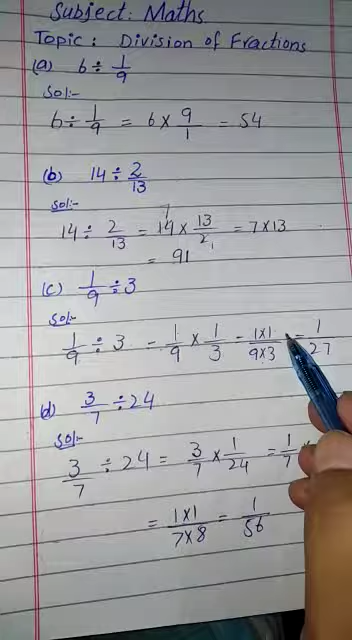 Subject: Maths
Topic: Division of Fractions
(a) 6 ÷ 1/9
Sol:-
6 ÷ 1/9 = 6 × 9/1 = 54
(b) 14 ÷ 2/13
Sol:-
14 ÷ 2/13 = 7 14 × 13/2 1 = 7 × 13
= 91
(c) 1/9 ÷ 3
Sol:-
1/9 ÷ 3 = 1/9 × 1/3 = 1×1/9×3 = 1/27
(d) 3/7 ÷ 24
Sol:-
3/7 ÷ 24 = 3/7 × 1/24 = 1/7 ×
= 1×1/7×8 = 1/56